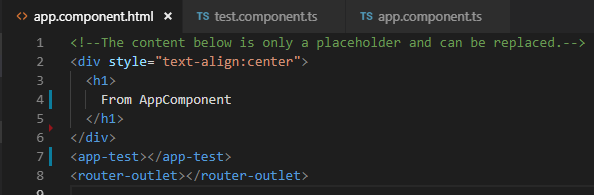 app.component.html × TS test.component.ts TS app.component.ts
1 <!--The content below is only a placeholder and can be replaced.-->
2 <div style="text-align:center">
3   <h1>
4     From AppComponent
5   </h1>
6 </div>
7 <app-test></app-test>
8 <router-outlet></router-outlet>
9